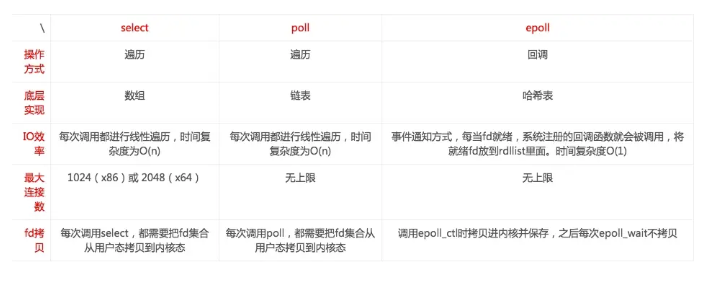 \ select poll epoll
操作
方式 遍历 遍历 回调
底层
实现 数组 链表 哈希表
IO效
率 每次调用都进行线性遍历，时间复
杂度为O(n) 每次调用都进行线性遍历，时间
复杂度为O(n) 事件通知方式，每当fd就绪，系统注册的回调函数就会被调用，将
就绪fd放到rdllist里面。时间复杂度O(1)
最大
连接
数 1024（x86）或 2048（x64） 无上限 无上限
fd拷
贝 每次调用select，都需要把fd集合
从用户态拷贝到内核态 每次调用poll，都需要把fd集合从
用户态拷贝到内核态 调用epoll_ctl时拷贝进内核并保存，之后每次epoll_wait不拷贝